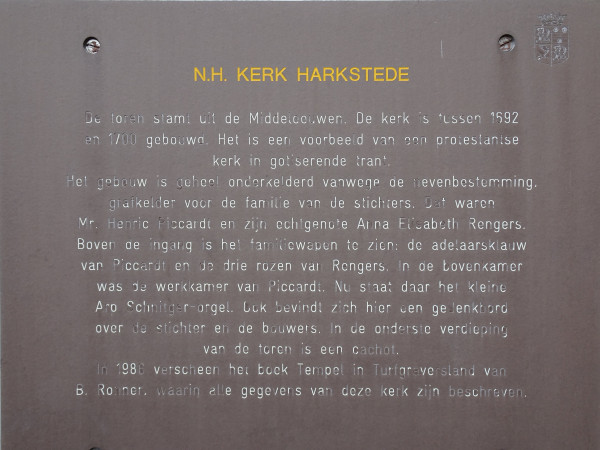 N.H. KERK HARKSTEDE
De toren stamt uit de Middeleeuwen. De kerk is tussen 1692
en 1700 gebouwd. Het is een voorbeeld van een protestantse
kerk in gotiserende trant.
Het gebouw is geheel onderkelderd vanwege de nevenbestemming,
grafkelder voor de familie van de stichters. Dat waren
Mr. Henric Piccardt en zijn echtgenote Anna Elisabeth Rengers.
Boven de ingang is het familiewapen te zien: de adelaarsklauw
van Piccardt en de drie rozen van Rengers. In de bovenkamer
was de werkkamer van Piccardt. Nu staat daar het kleine
Arp Schnitger-orgel. Ook bevindt zich hier een gedenkbord
over de stichter en de bouwers. In de onderste verdieping
van de toren is een cachot.
In 1986 verscheen het boek Tempel in Turfgraversland van
B. Rohner, waarin alle gegevens van deze kerk zijn beschreven.